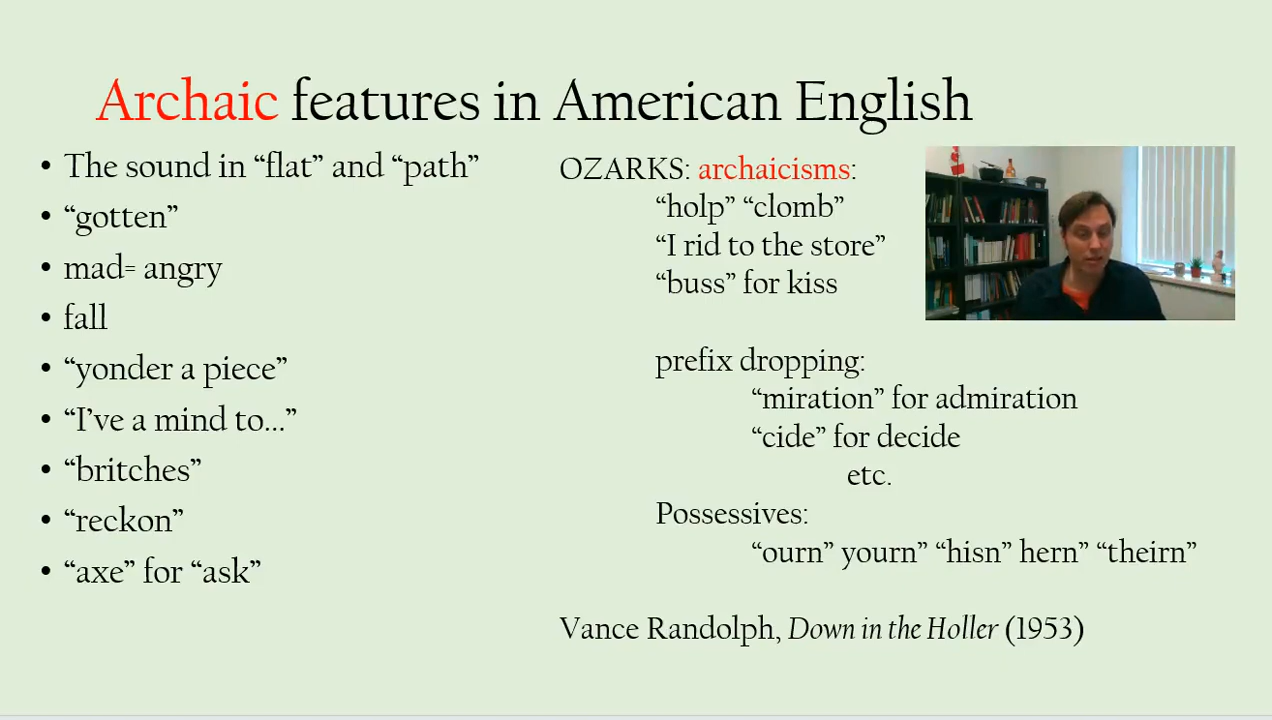 Archaic features in American English
• The sound in “flat” and “path”
• “gotten”
• mad= angry
• fall
• “yonder a piece”
• “I’ve a mind to...”
• “britches”
• “reckon”
• “axe” for “ask”
OZARKS: archaicisms:
“holp” “clomb”
“I rid to the store”
“buss” for kiss
prefix dropping:
“miration” for admiration
“cide” for decide
etc.
Possessives:
“ourn” yourn” “hisn” hern” “theirn”
Vance Randolph, Down in the Holler (1953)